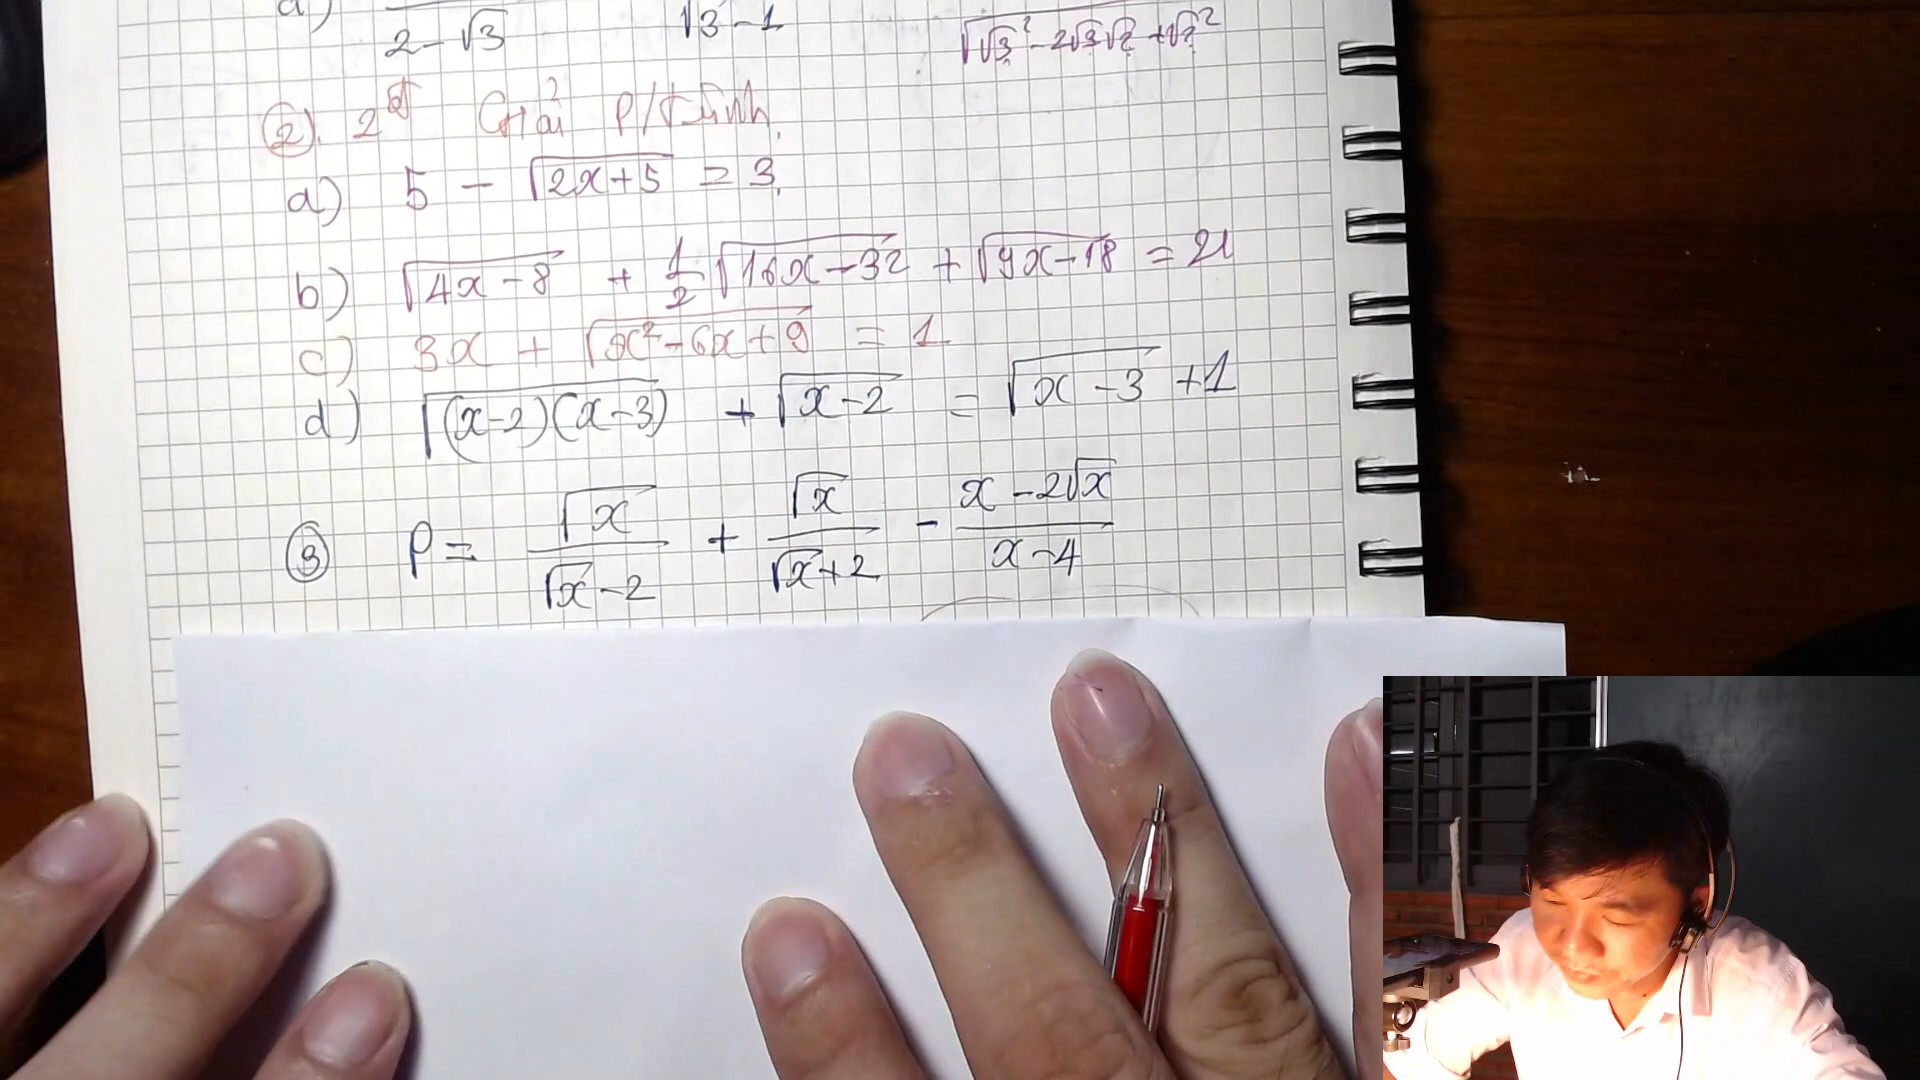 2 - √3 √3 - 1 √(√3² - 2√3√2 + √2²)
②. 2đ Giải P/trình.
a) 5 - √(2x+5) = 3.
b) √(4x-8) + 1/2 √(16x-32) + √(9x-18) = 21
c) 3x + √(x²-6x+9) = 1
d) √((x-2)(x-3)) + √(x-2) = √(x-3) + 1
③ P = √x/(√x-2) + √x/(√x+2) - (x-2√x)/(x-4)